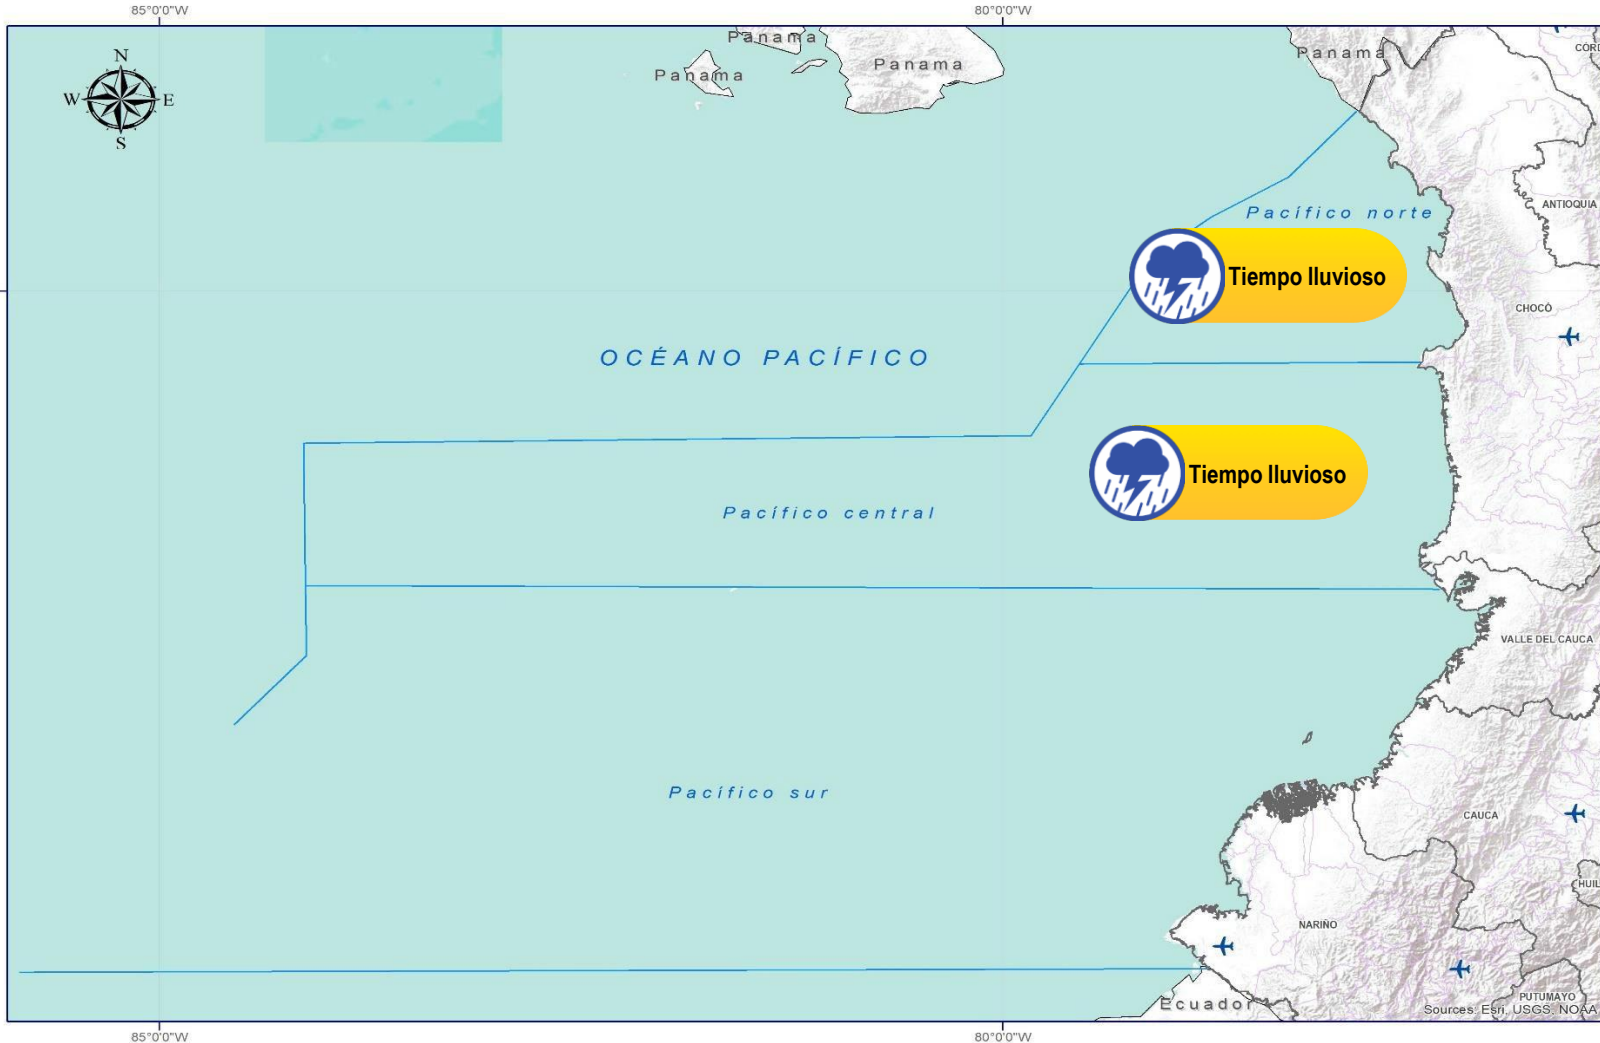 85°0'0"W
80°0'0"W
N
W
E
S
Panama
Panama
Panama
Panama
ANTIOQUIA
Pacífico norte
Tiempo lluvioso
CHOCÓ
OCÉANO PACÍFICO
Tiempo lluvioso
Pacífico central
VALLE DEL CAUCA
Pacífico sur
CAUCA
HUIL
NARIÑO
PUTUMAYO
Ecuador
Sources: Esri, USGS, NOAA
85°0'0"W
80°0'0"W